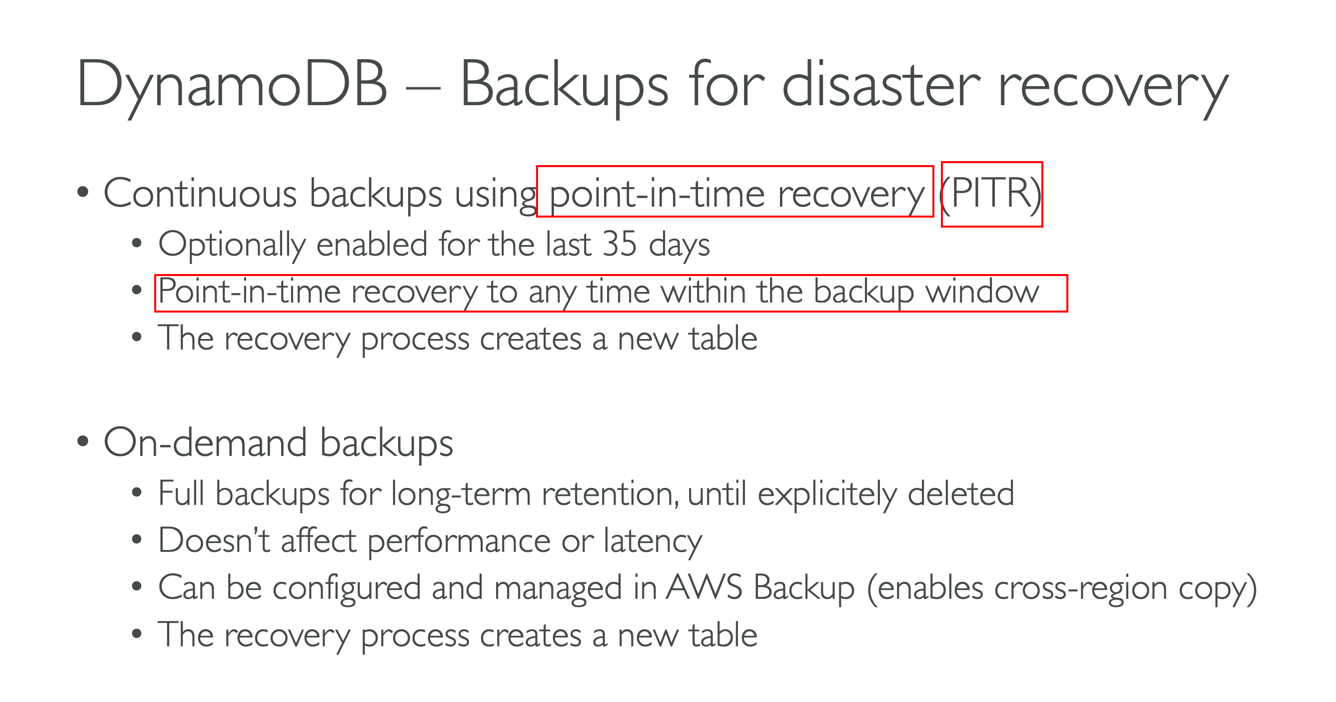 DynamoDB – Backups for disaster recovery
• Continuous backups using point-in-time recovery (PITR)
• Optionally enabled for the last 35 days
• Point-in-time recovery to any time within the backup window
• The recovery process creates a new table
• On-demand backups
• Full backups for long-term retention, until explicitely deleted
• Doesn't affect performance or latency
• Can be configured and managed in AWS Backup (enables cross-region copy)
• The recovery process creates a new table